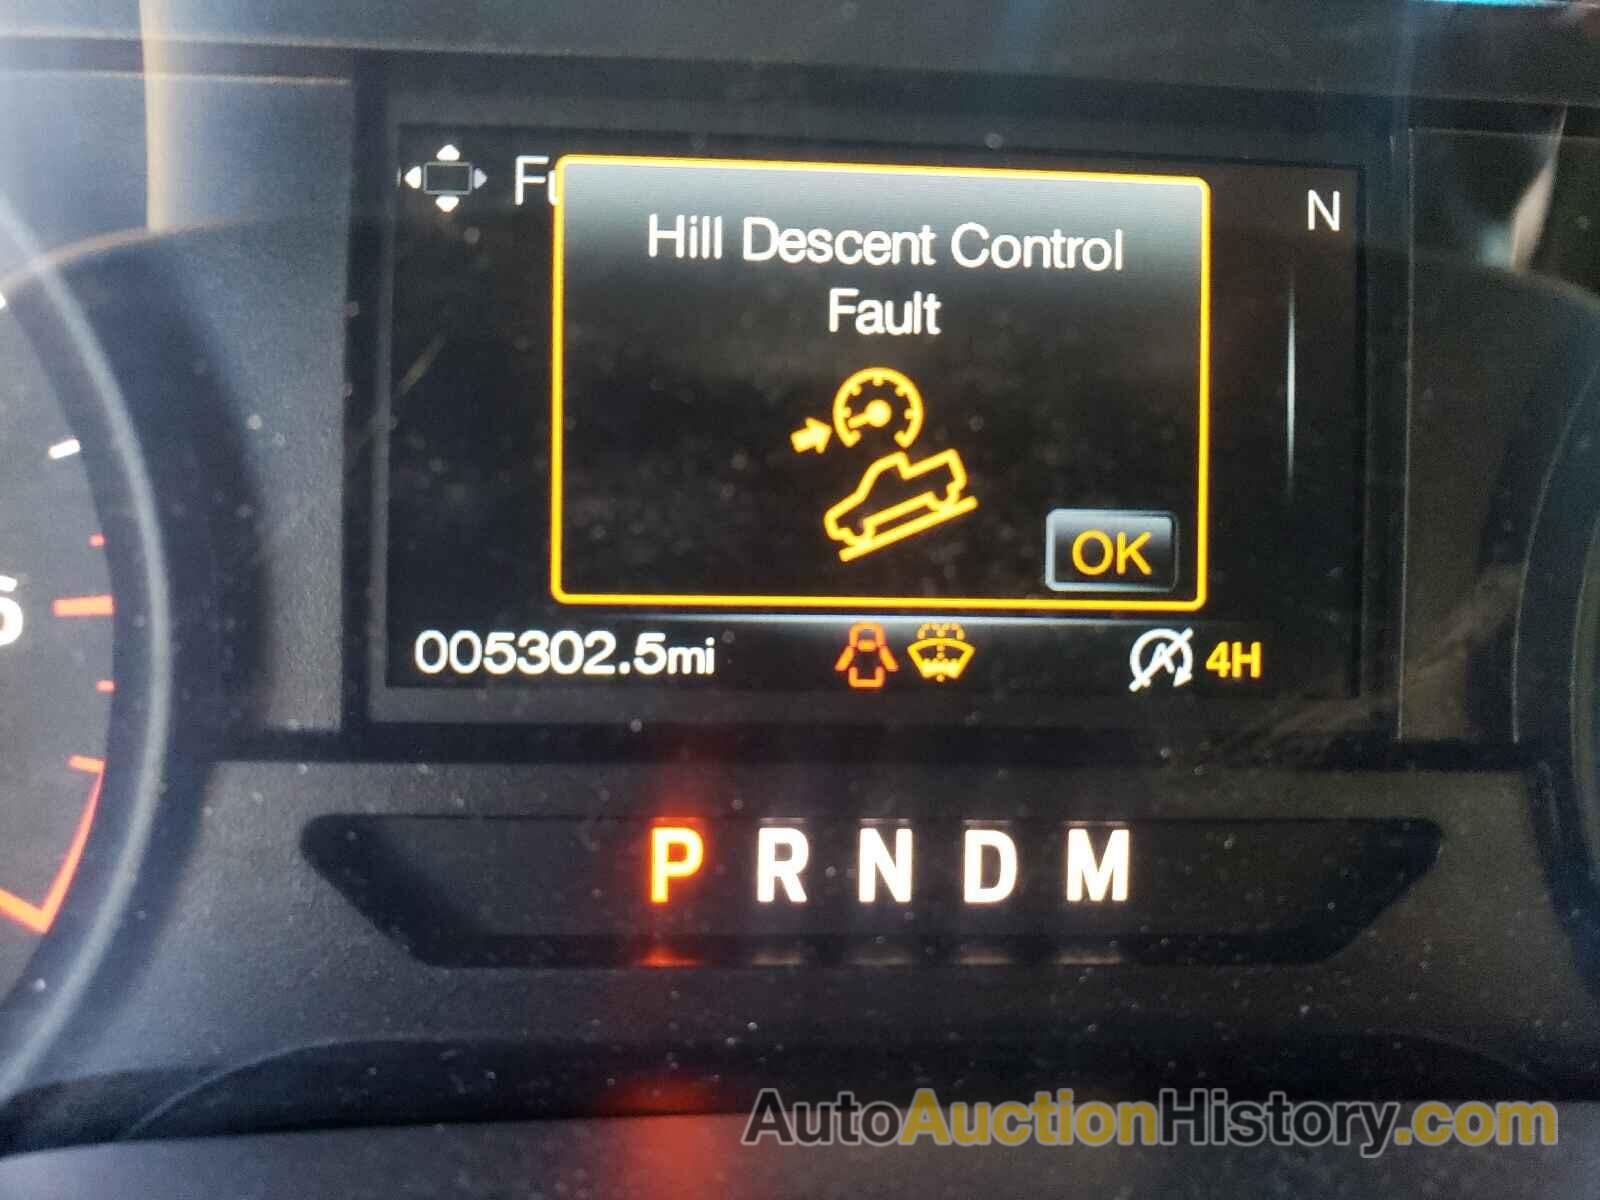 N
Hill Descent Control
Fault
OK
005302.5mi
4H
P R N D M
AutoAuctionHistory.com